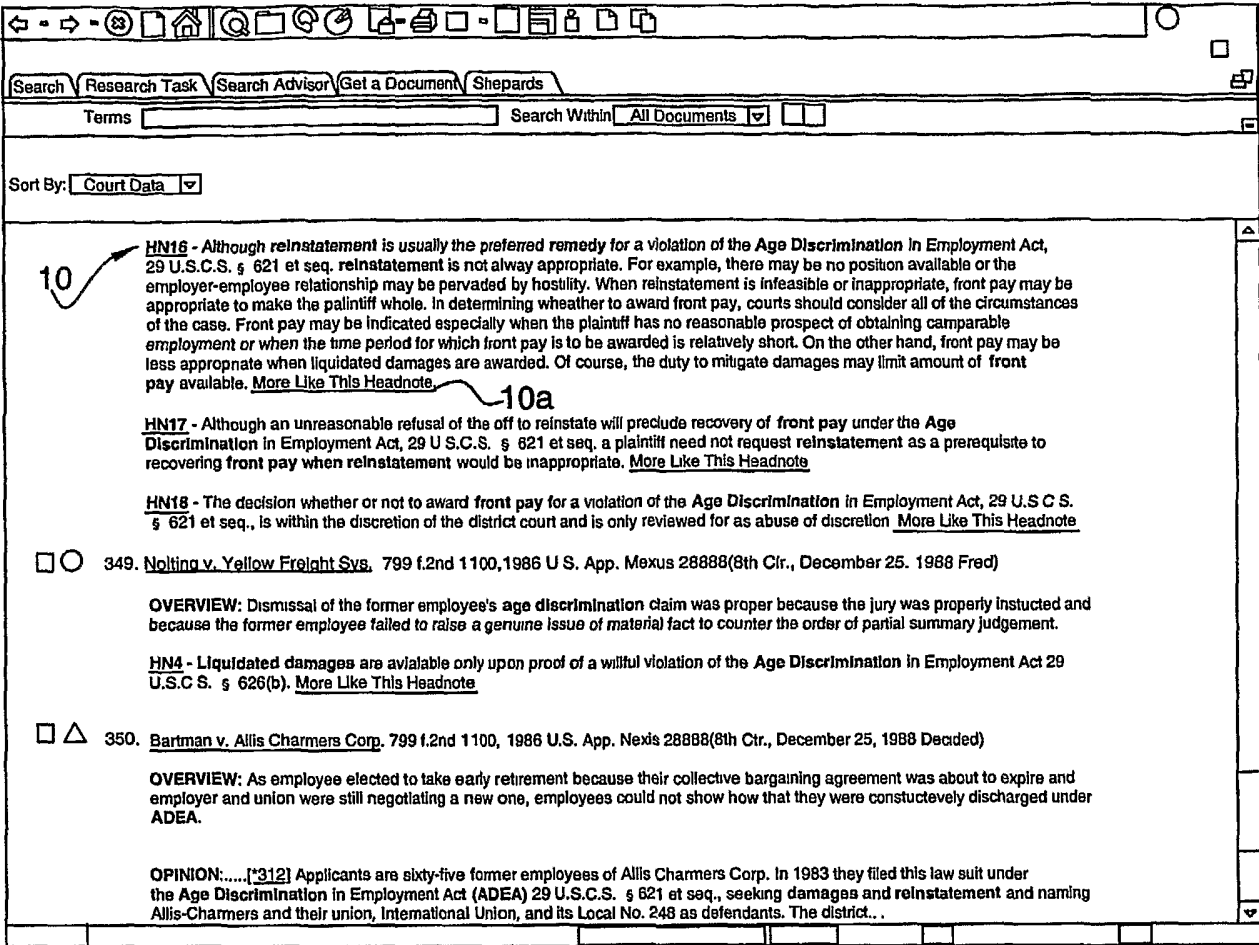 Search Research Task Search Advisor Get a Document Shepards
Terms Search Within All Documents
Sort By: Court Data
10
HN16 - Although reinstatement is usually the preferred remedy for a violation of the Age Discrimination in Employment Act,
29 U.S.C.S. § 621 et seq. reinstatement is not alway appropriate. For example, there may be no position available or the
employer-employee relationship may be pervaded by hostility. When reinstatement is infeasible or inappropriate, front pay may be
appropriate to make the palintiff whole. In determining wheather to award front pay, courts should consider all of the circumstances
of the case. Front pay may be indicated especially when the plaintiff has no reasonable prospect of obtaining camparable
employment or when the time period for which front pay is to be awarded is relatively short. On the other hand, front pay may be
less appropriate when liquidated damages are awarded. Of course, the duty to mitigate damages may limit amount of front
pay available. More Like This Headnote
10a
HN17 - Although an unreasonable refusal of the off to reinstate will preclude recovery of front pay under the Age
Discrimination in Employment Act, 29 U S.C.S. § 621 et seq. a plaintiff need not request reinstatement as a prerequisite to
recovering front pay when reinstatement would be inappropriate. More Like This Headnote
HN18 - The decision whether or not to award front pay for a violation of the Age Discrimination in Employment Act, 29 U.S C S.
§ 621 et seq., is within the discretion of the district court and is only reviewed for as abuse of discretion More Like This Headnote
349. Nolting v. Yellow Freight Sys. 799 f.2nd 1100,1986 U S. App. Mexus 28888(8th Cir., December 25. 1988 Fred)
OVERVIEW: Dismissal of the former employee's age discrimination claim was proper because the jury was properly instucted and
because the former employee failed to raise a genuine issue of material fact to counter the order of partial summary judgement.
HN4 - Liquidated damages are avialable only upon proof of a willful violation of the Age Discrimination in Employment Act 29
U.S.C S. § 626(b). More Like This Headnote
350. Bartman v. Allis Charmers Corp. 799 f.2nd 1100, 1986 U.S. App. Nexis 28888(8th Ctr., December 25, 1988 Decided)
OVERVIEW: As employee elected to take early retirement because their collective bargaining agreement was about to expire and
employer and union were still negotiating a new one, employees could not show how that they were constuctevely discharged under
ADEA.
OPINION:.....[*312] Applicants are sixty-five former employees of Allis Charmers Corp. In 1983 they filed this law suit under
the Age Discrimination in Employment Act (ADEA) 29 U.S.C.S. § 621 et seq., seeking damages and reinstatement and naming
Allis-Charmers and their union, International Union, and its Local No. 248 as defendants. The district...